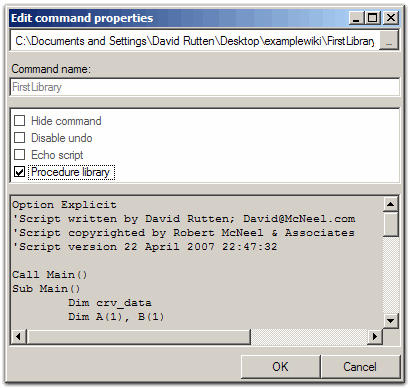 Edit command properties
C:\Documents and Settings\David Rutten\Desktop\examplewiki\FirstLibrary
...
Command name:
FirstLibrary
Hide command
Disable undo
Echo script
Procedure library
Option Explicit
'Script written by David Rutten; David@McNeel.com
'Script copyrighted by Robert McNeel & Associates
'Script version 22 April 2007 22:47:32
Call Main()
Sub Main()
Dim crv_data
Dim A(1), B(1)
OK Cancel